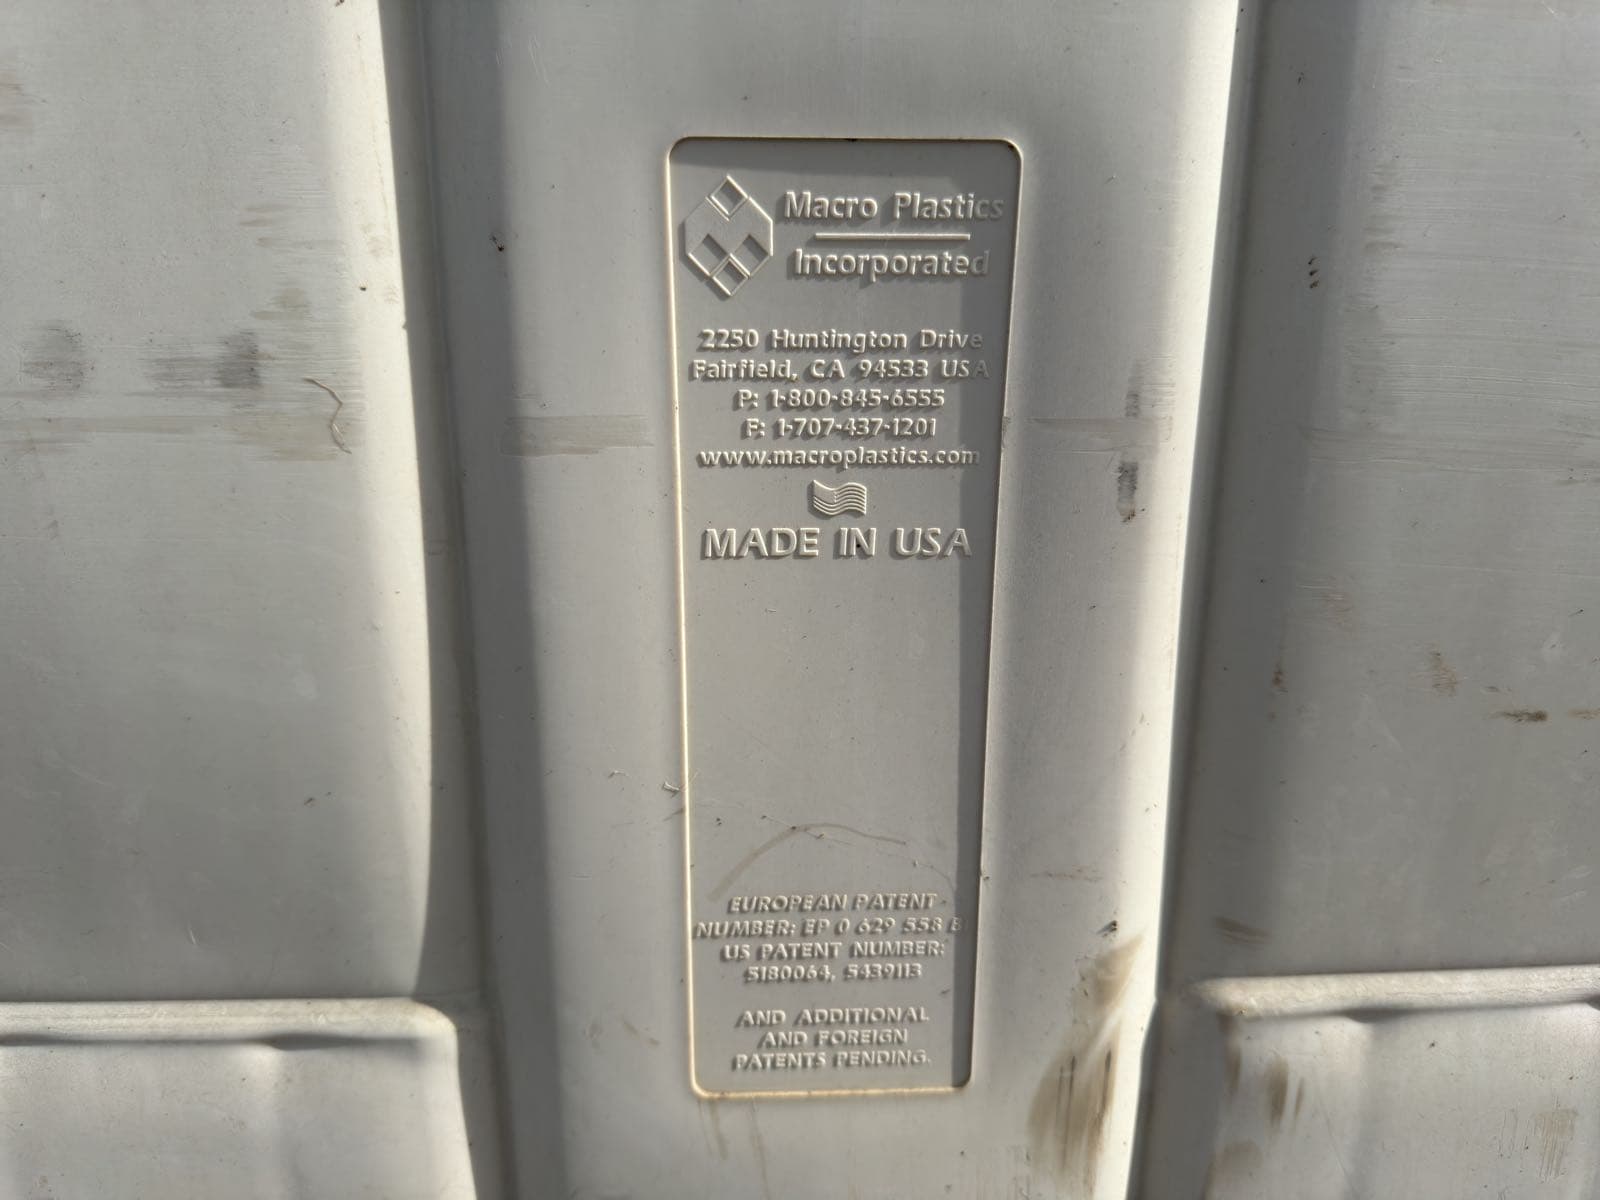 Macro Plastics
Incorporated
2250 Huntington Drive
Fairfield, CA 94533 USA
P: 1-800-845-6555
F: 1-707-437-1201
www.macroplastics.com
MADE IN USA
EUROPEAN PATENT
NUMBER: EP 0 629 558 B
US PATENT NUMBER:
5180064, 5439113
AND ADDITIONAL
AND FOREIGN
PATENTS PENDING.